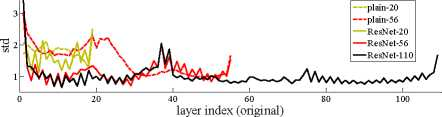 3
2
1
std
0
20
40
60
80
100
layer index (original)
plain-20
plain-56
ResNet-20
ResNet-56
ResNet-110